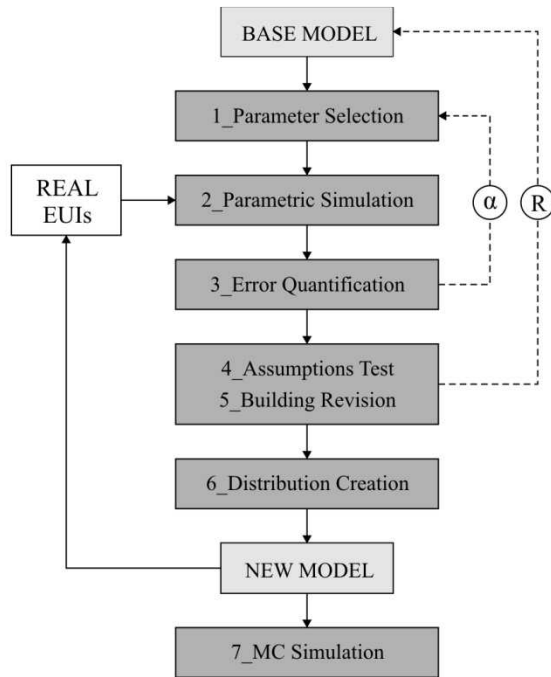 BASE MODEL
1_Parameter Selection
REAL
EUIs
2_Parametric Simulation
α
R
3_Error Quantification
4_Assumptions Test
5_Building Revision
6_Distribution Creation
NEW MODEL
7_MC Simulation